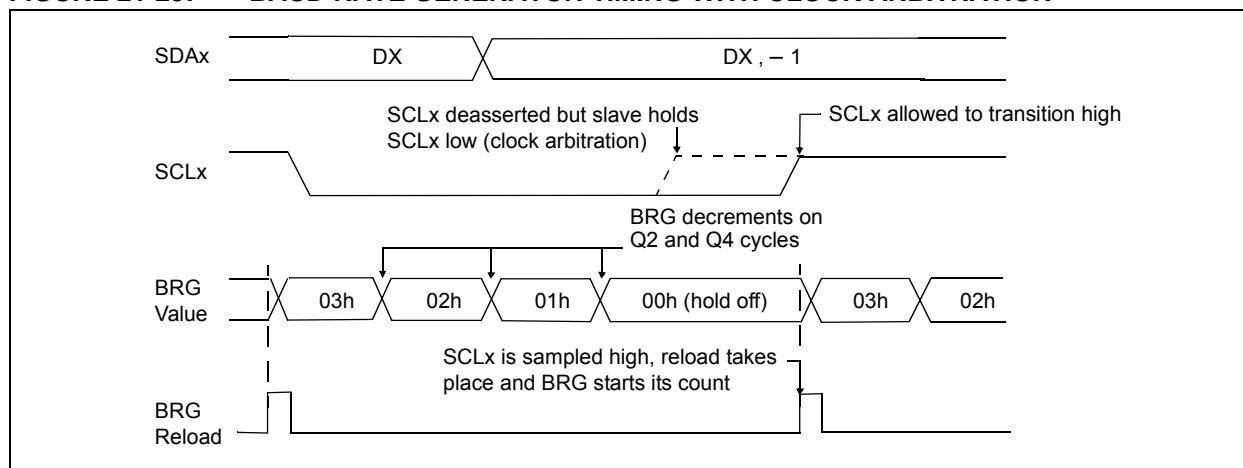 SDAx
DX
DX , – 1
SCLx deasserted but slave holds
SCLx low (clock arbitration)
SCLx allowed to transition high
SCLx
BRG decrements on
Q2 and Q4 cycles
BRG
Value
03h
02h
01h
00h (hold off)
03h
02h
SCLx is sampled high, reload takes
place and BRG starts its count
BRG
Reload